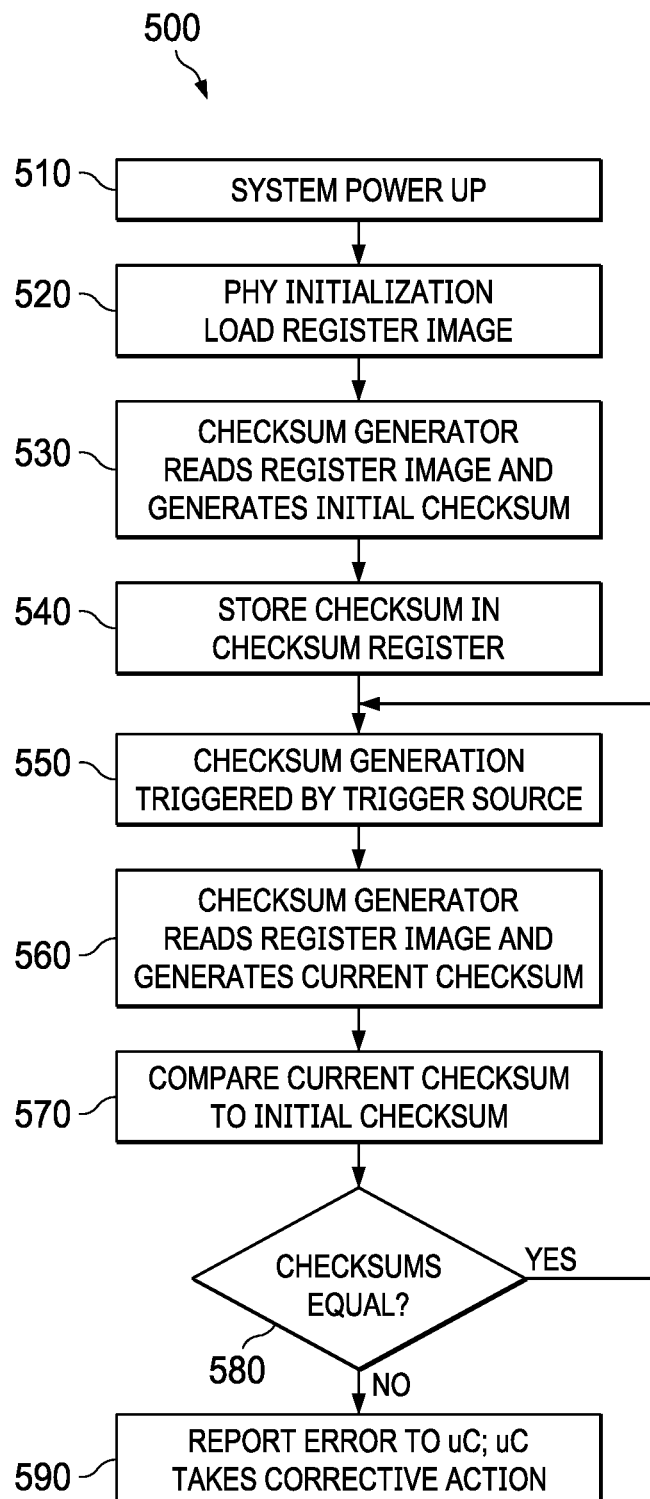 500
510
SYSTEM POWER UP
520
PHY INITIALIZATION
LOAD REGISTER IMAGE
530
CHECKSUM GENERATOR
READS REGISTER IMAGE AND
GENERATES INITIAL CHECKSUM
540
STORE CHECKSUM IN
CHECKSUM REGISTER
550
CHECKSUM GENERATION
TRIGGERED BY TRIGGER SOURCE
560
CHECKSUM GENERATOR
READS REGISTER IMAGE AND
GENERATES CURRENT CHECKSUM
570
COMPARE CURRENT CHECKSUM
TO INITIAL CHECKSUM
CHECKSUMS
EQUAL?
YES
580
NO
590
REPORT ERROR TO uC; uC
TAKES CORRECTIVE ACTION